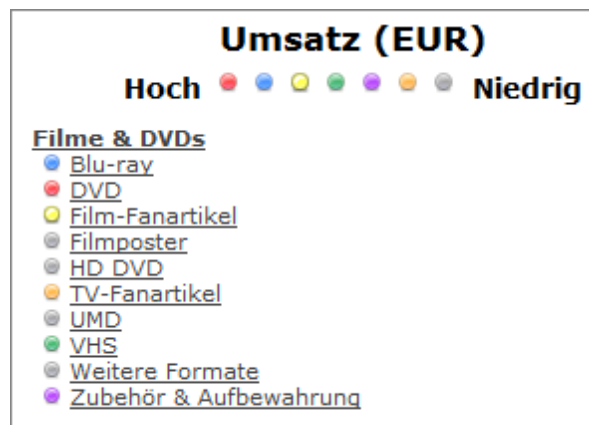 Umsatz (EUR)
Hoch Niedrig
Filme & DVDs
Blu-ray
DVD
Film-Fanartikel
Filmposter
HD DVD
TV-Fanartikel
UMD
VHS
Weitere Formate
Zubehör & Aufbewahrung